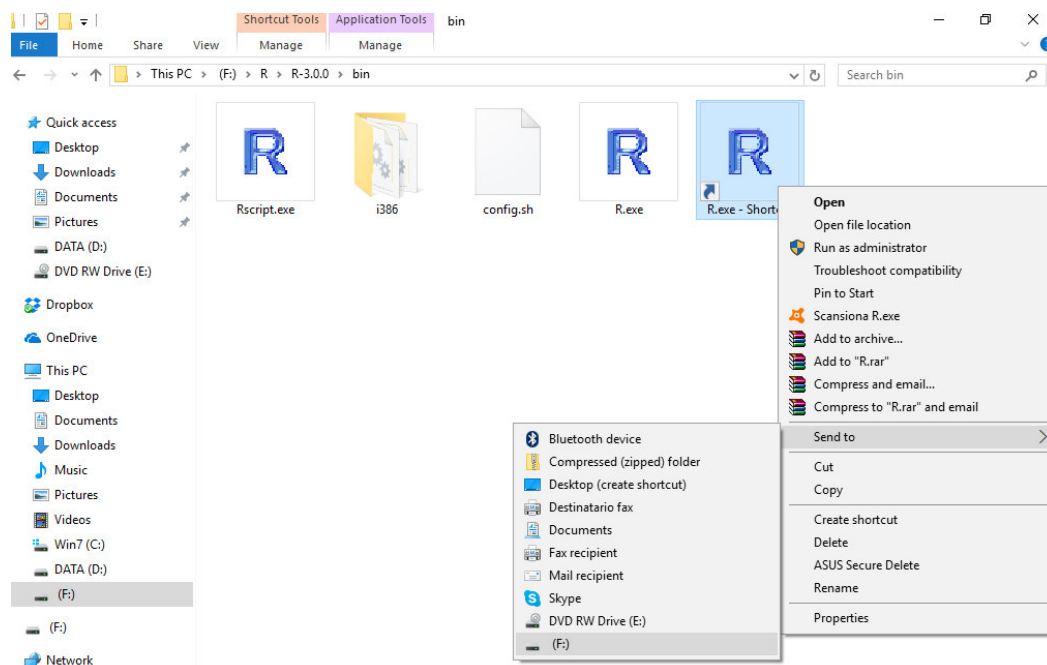 Shortcut Tools
Application Tools
bin
File
Home
Share
View
Manage
Manage
This PC > (F:) > R > R-3.0.0 > bin
Search bin
Quick access
Desktop
Downloads
Documents
Pictures
DATA (D:)
DVD RW Drive (E:)
Dropbox
OneDrive
This PC
Desktop
Documents
Downloads
Music
Pictures
Videos
Win7 (C:)
DATA (D:)
(F:)
(F:)
Network
Rscript.exe
i386
config.sh
R.exe
R.exe - Short
Open
Open file location
Run as administrator
Troubleshoot compatibility
Pin to Start
Scansiona R.exe
Add to archive...
Add to "R.rar"
Compress and email...
Compress to "R.rar" and email
Send to
Cut
Copy
Create shortcut
Delete
ASUS Secure Delete
Rename
Properties
Bluetooth device
Compressed (zipped) folder
Desktop (create shortcut)
Destinatario fax
Documents
Fax recipient
Mail recipient
Skype
DVD RW Drive (E:)
(F:)